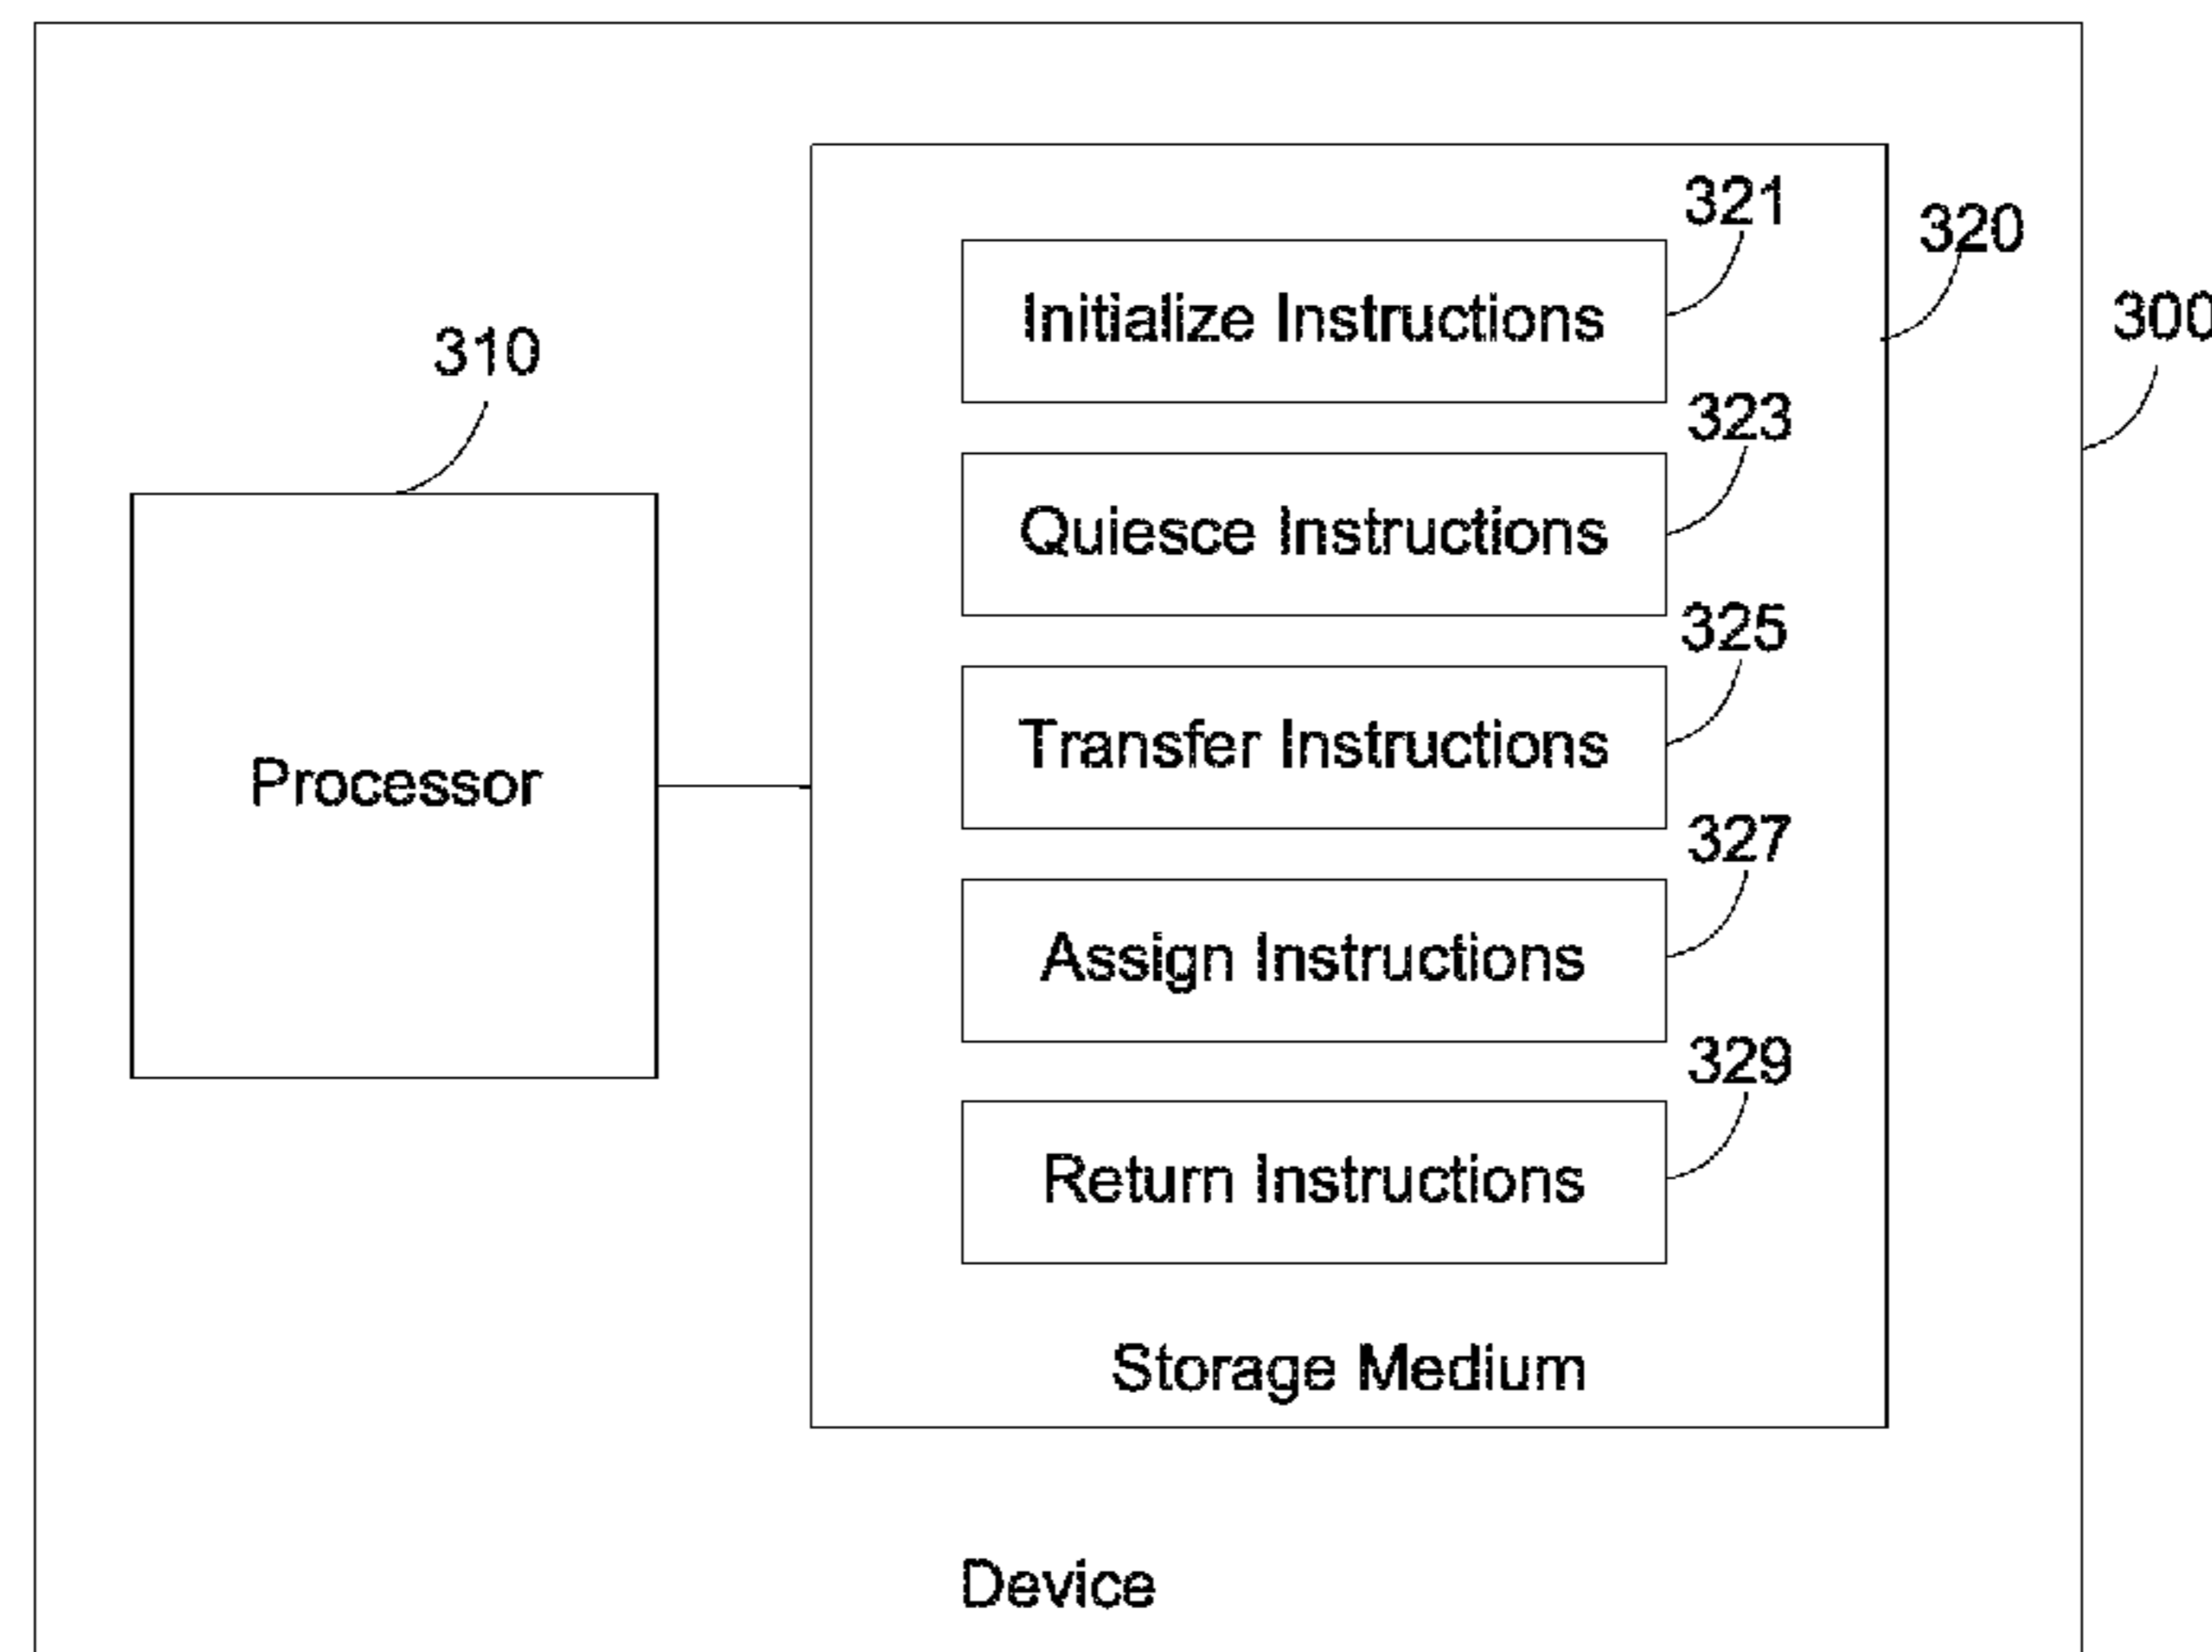 321
320
Initialize Instructions
300
310
323
Quiesce Instructions
325
Transfer Instructions
Processor
327
Assign Instructions
329
Return Instructions
Storage Medium
Device